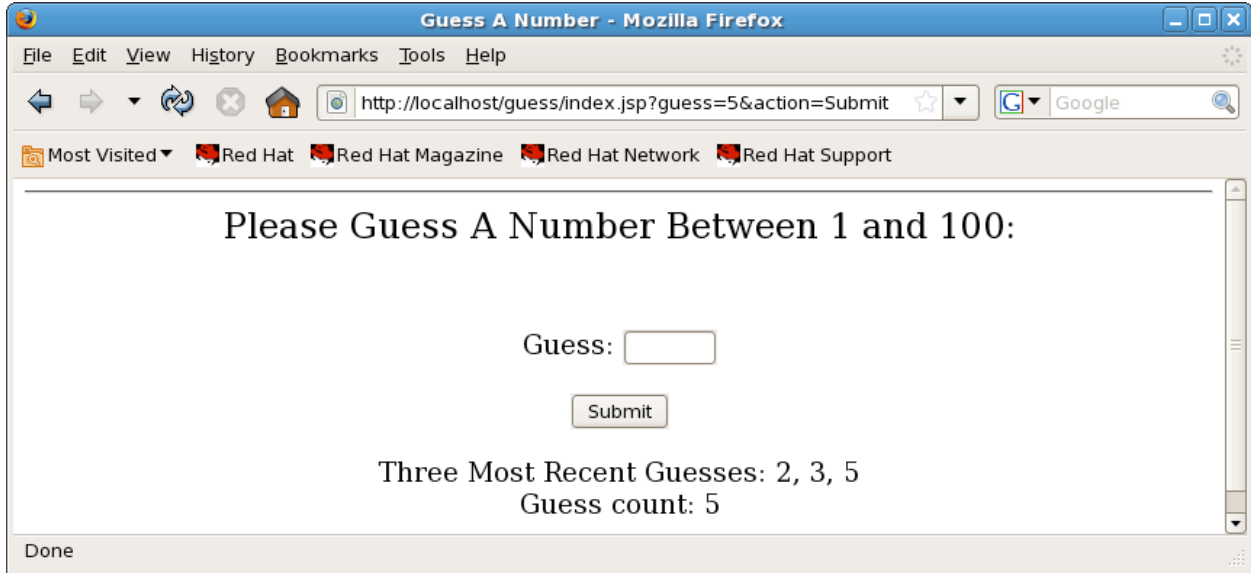 Guess A Number - Mozilla Firefox
File Edit View History Bookmarks Tools Help
http://localhost/guess/index.jsp?guess=5&action=Submit G Google
Most Visited Red Hat Red Hat Magazine Red Hat Network Red Hat Support
Please Guess A Number Between 1 and 100:
Guess:
Submit
Three Most Recent Guesses: 2, 3, 5
Guess count: 5
Done